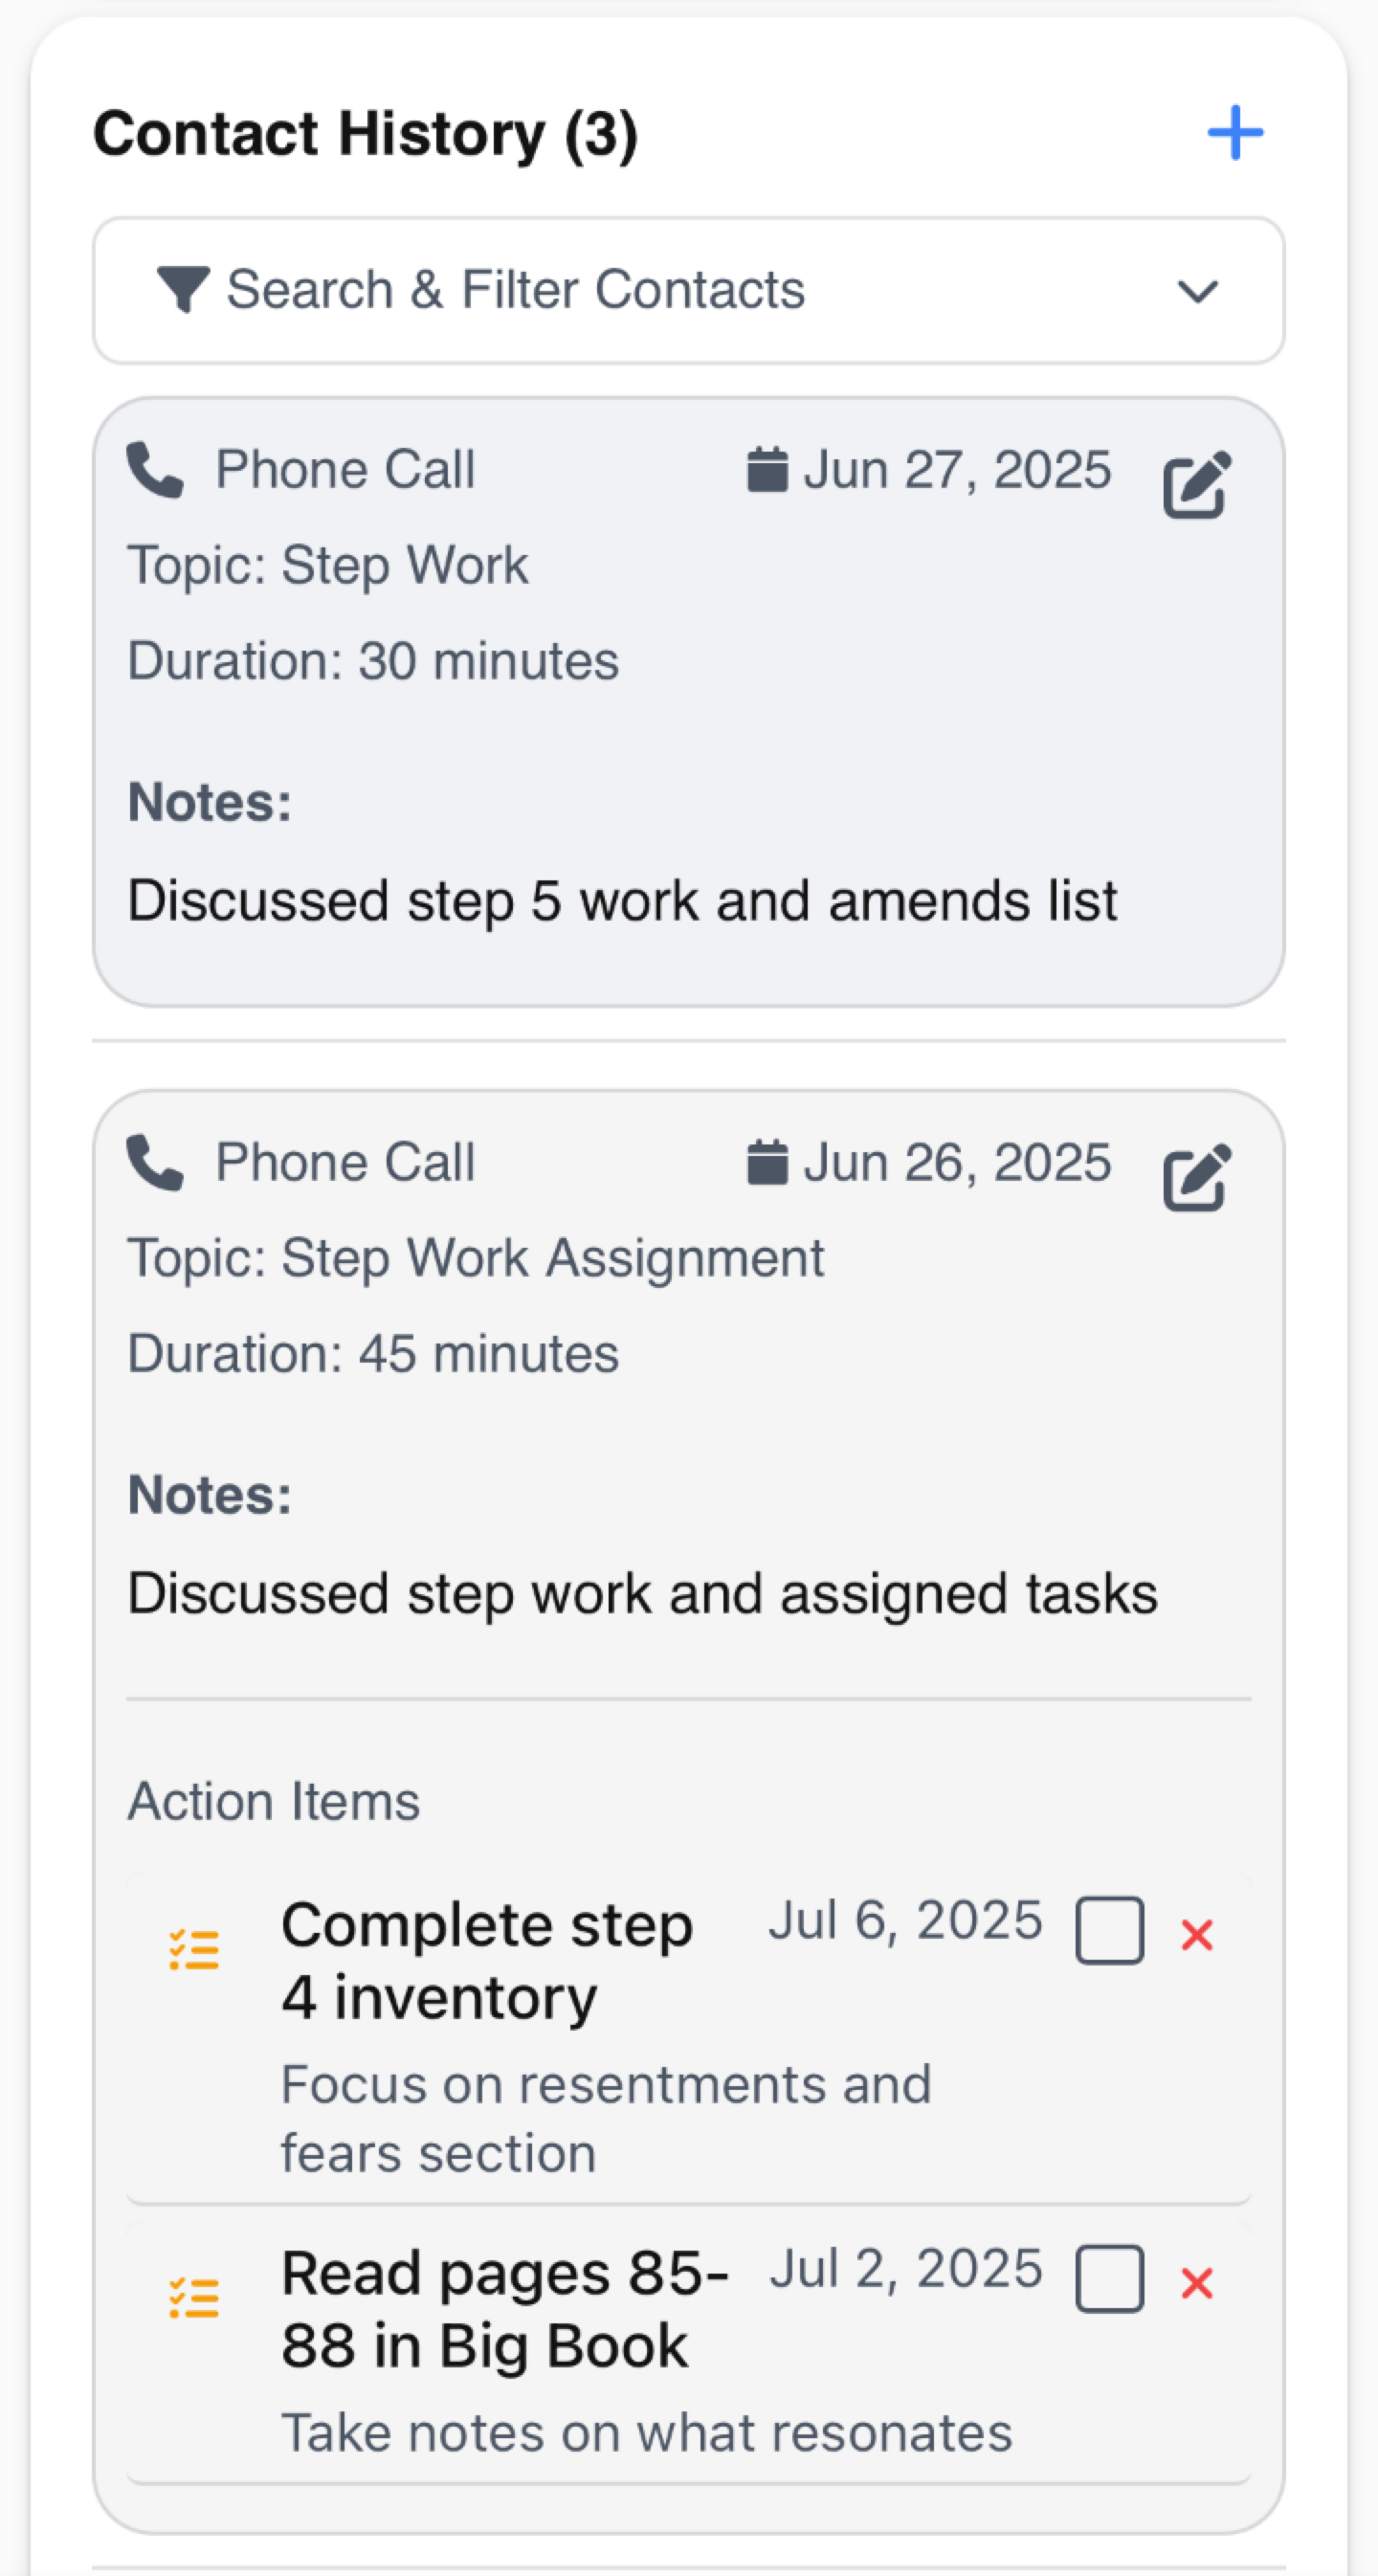 Contact History (3)
Search & Filter Contacts
Phone Call Jun 27, 2025
Topic: Step Work
Duration: 30 minutes
Notes:
Discussed step 5 work and amends list
Phone Call Jun 26, 2025
Topic: Step Work Assignment
Duration: 45 minutes
Notes:
Discussed step work and assigned tasks
Action Items
Complete step Jul 6, 2025
4 inventory
Focus on resentments and
fears section
Read pages 85- Jul 2, 2025
88 in Big Book
Take notes on what resonates